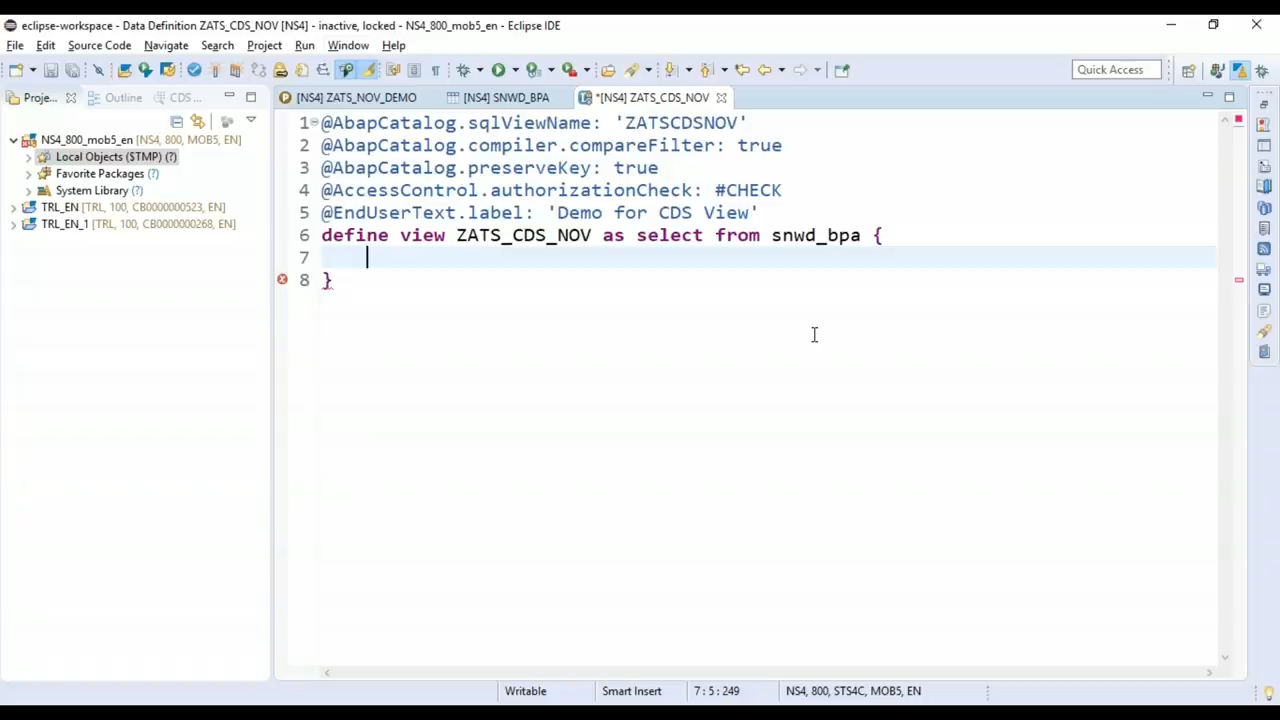 eclipse-workspace - Data Definition ZATS_CDS_NOV [NS4] - inactive, locked - NS4_800_mob5_en - Eclipse IDE
File Edit Source Code Navigate Search Project Run Window Help
Quick Access
Proje... Outline CDS ...
[NS4] ZATS_NOV_DEMO [NS4] SNWD_BPA *[NS4] ZATS_CDS_NOV
NS4_800_mob5_en [NS4, 800, MOB5, EN]
Local Objects ($TMP) (?)
Favorite Packages (?)
System Library (?)
TRL_EN [TRL, 100, CB0000000523, EN]
TRL_EN_1 [TRL, 100, CB0000000268, EN]
1 @AbapCatalog.sqlViewName: 'ZATSCDSNOV'
2 @AbapCatalog.compiler.compareFilter: true
3 @AbapCatalog.preserveKey: true
4 @AccessControl.authorizationCheck: #CHECK
5 @EndUserText.label: 'Demo for CDS View'
6 define view ZATS_CDS_NOV as select from snwd_bpa {
7
8 }
Writable Smart Insert 7 : 5 : 249 NS4, 800, STS4C, MOB5, EN